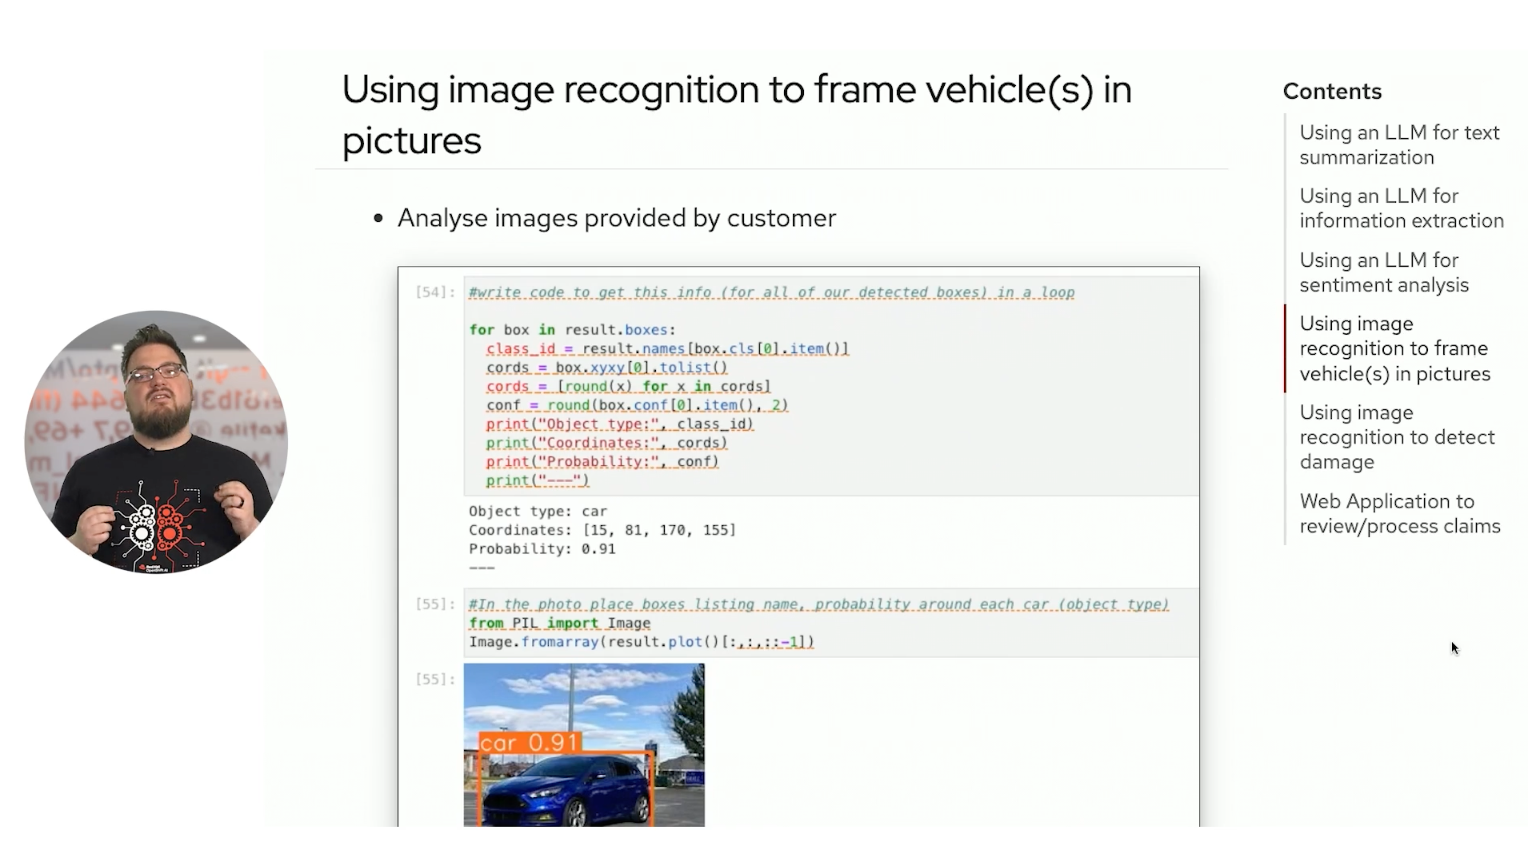 Using image recognition to frame vehicle(s) in
pictures
• Analyse images provided by customer
[54]: #write code to get this info (for all of our detected boxes) in a loop
for box in result.boxes:
  class_id = result.names[box.cls[0].item()]
  cords = box.xyxy[0].tolist()
  cords = [round(x) for x in cords]
  conf = round(box.conf[0].item(), 2)
  print("Object type:", class_id)
  print("Coordinates:", cords)
  print("Probability:", conf)
  print("---")
Object type: car
Coordinates: [15, 81, 170, 155]
Probability: 0.91
---
[55]: #In the photo place boxes listing name, probability around each car (object type)
from PIL import Image
Image.fromarray(result.plot()[:,:,::-1])
[55]:
car 0.91
Contents
Using an LLM for text
summarization
Using an LLM for
information extraction
Using an LLM for
sentiment analysis
Using image
recognition to frame
vehicle(s) in pictures
Using image
recognition to detect
damage
Web Application to
review/process claims